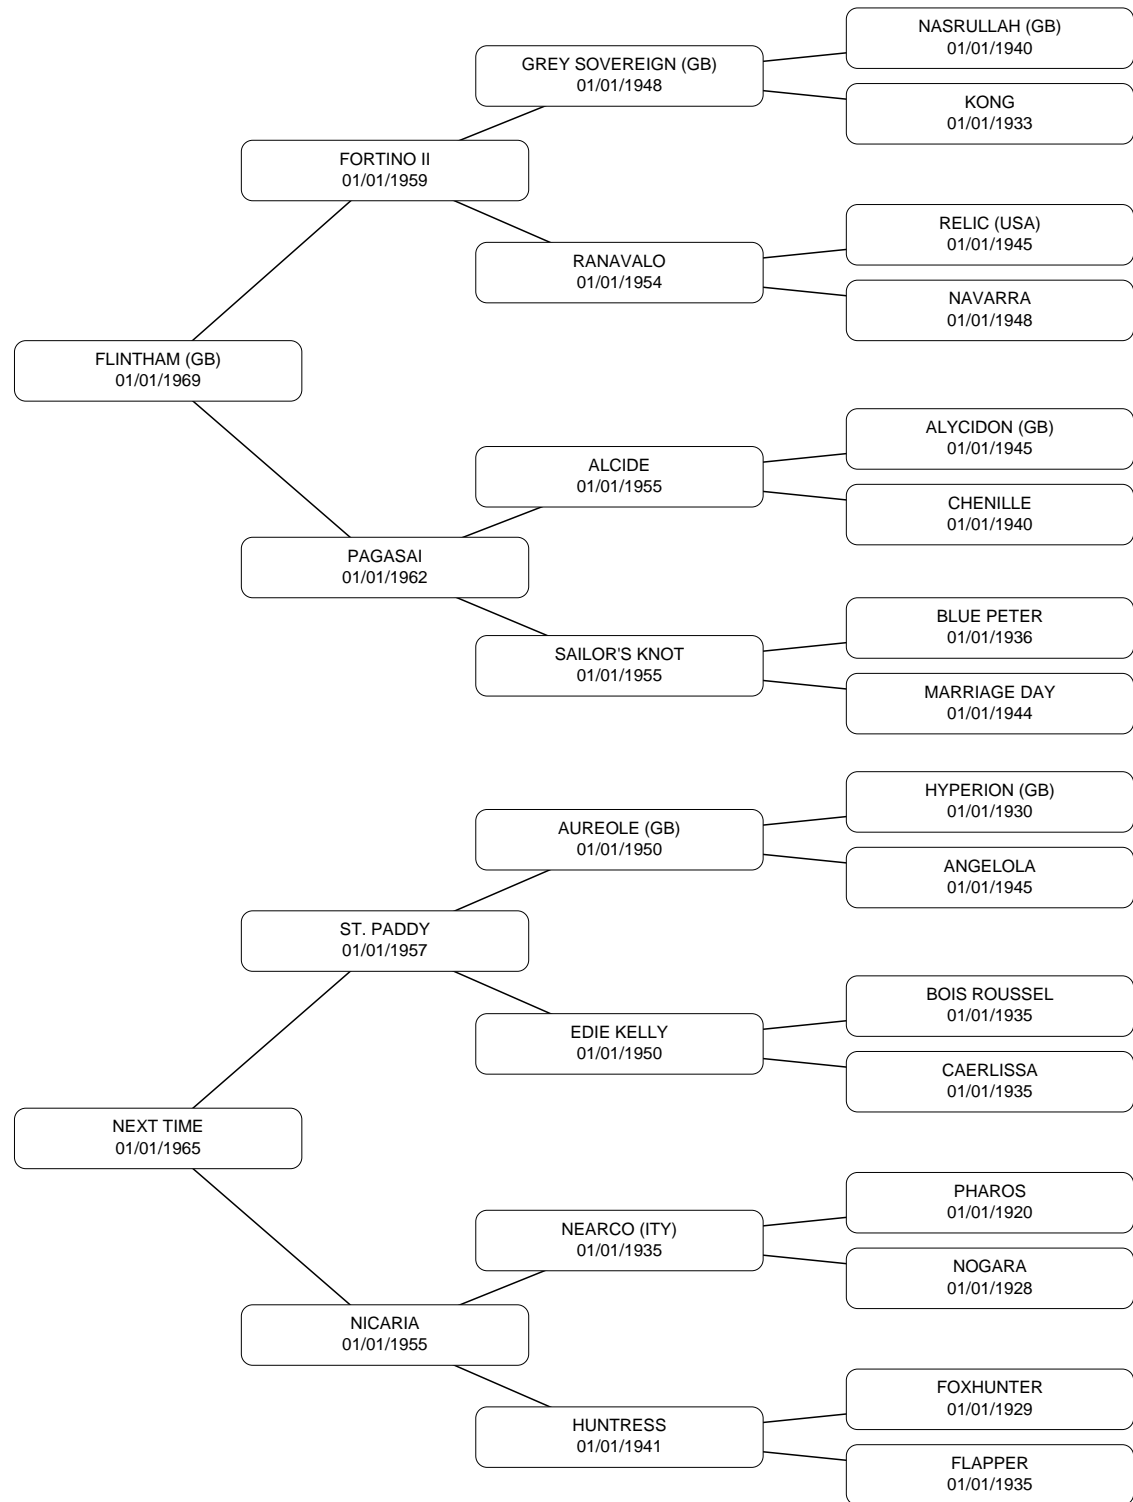 NASRULLAH (GB)
01/01/1940
GREY SOVEREIGN (GB)
01/01/1948
KONG
01/01/1933
FORTINO II
01/01/1959
RELIC (USA)
01/01/1945
RANAVALO
01/01/1954
NAVARRA
01/01/1948
FLINTHAM (GB)
01/01/1969
ALYCIDON (GB)
01/01/1945
ALCIDE
01/01/1955
CHENILLE
01/01/1940
PAGASAI
01/01/1962
BLUE PETER
01/01/1936
SAILOR'S KNOT
01/01/1955
MARRIAGE DAY
01/01/1944
HYPERION (GB)
01/01/1930
AUREOLE (GB)
01/01/1950
ANGELOLA
01/01/1945
ST. PADDY
01/01/1957
BOIS ROUSSEL
01/01/1935
EDIE KELLY
01/01/1950
CAERLISSA
01/01/1935
NEXT TIME
01/01/1965
PHAROS
01/01/1920
NEARCO (ITY)
01/01/1935
NOGARA
01/01/1928
NICARIA
01/01/1955
FOXHUNTER
01/01/1929
HUNTRESS
01/01/1941
FLAPPER
01/01/1935